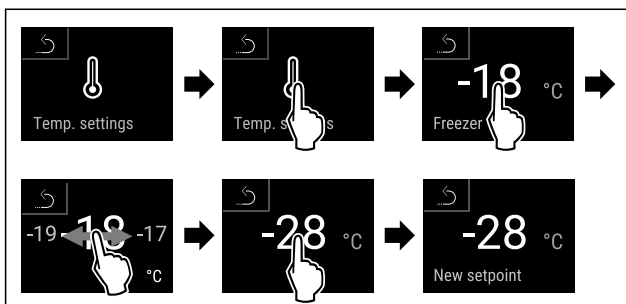 Temp. settings
Temp. s s
-18 °C
Freezer
-19 -18 -17
°C
-28 °C
-28 °C
New setpoint